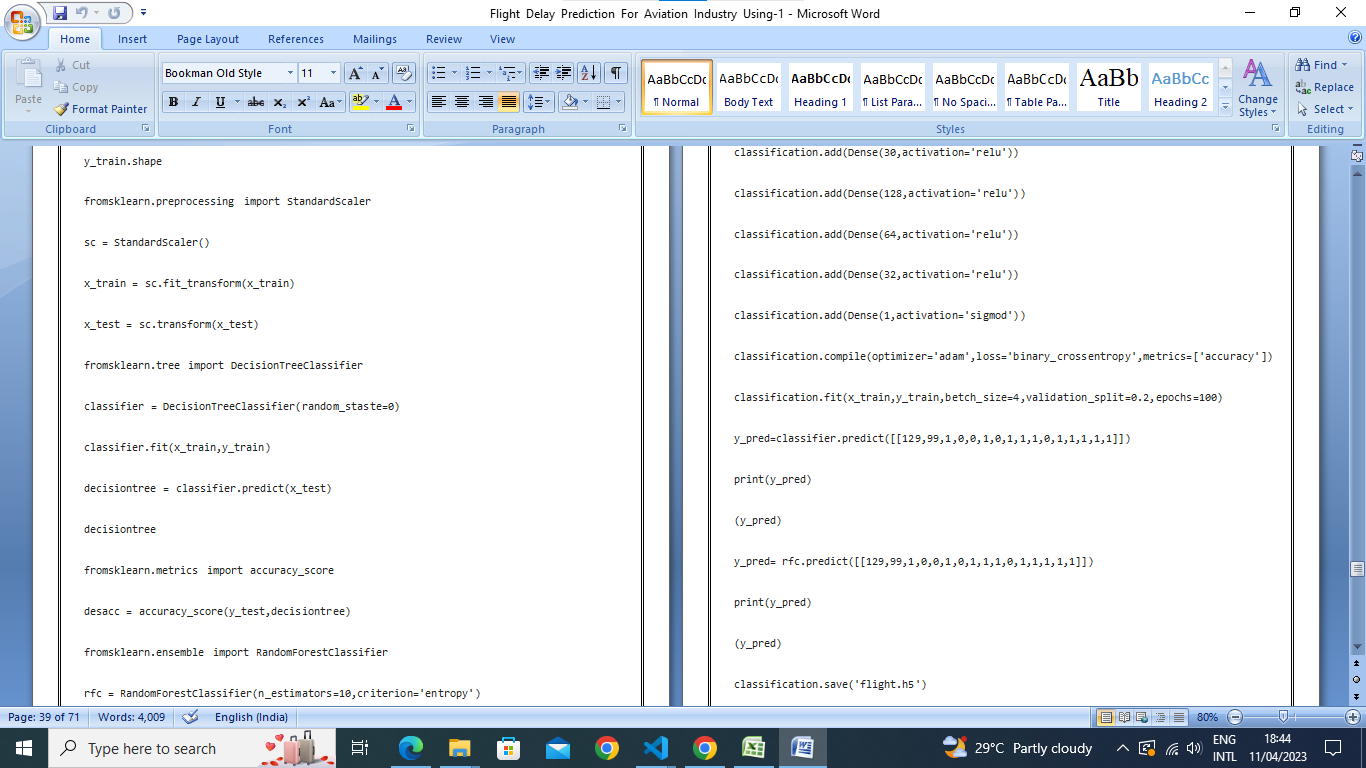 Flight Delay Prediction For Aviation Industry Using-1 - Microsoft Word
Home Insert Page Layout References Mailings Review View
Paste
Cut
Copy
Format Painter
Clipboard
Bookman Old Style 11
B I U abc x₂ x² Aa
Font
Paragraph
AaBbCcDc AaBbCcDc AaBbCcDc AaBbCcDc AaBbCcDc AaBbCcDc AaBb AaBbCc
¶ Normal Body Text Heading 1 ¶ List Para... ¶ No Spaci... ¶ Table Pa... Title Heading 2
Change
Styles
Styles
Find
Replace
Select
Editing
y_train.shape
fromsklearn.preprocessing import StandardScaler
sc = StandardScaler()
x_train = sc.fit_transform(x_train)
x_test = sc.transform(x_test)
fromsklearn.tree import DecisionTreeClassifier
classifier = DecisionTreeClassifier(random_staste=0)
classifier.fit(x_train,y_train)
decisiontree = classifier.predict(x_test)
decisiontree
fromsklearn.metrics import accuracy_score
desacc = accuracy_score(y_test,decisiontree)
fromsklearn.ensemble import RandomForestClassifier
rfc = RandomForestClassifier(n_estimators=10,criterion='entropy')
classification.add(Dense(30,activation='relu'))
classification.add(Dense(128,activation='relu'))
classification.add(Dense(64,activation='relu'))
classification.add(Dense(32,activation='relu'))
classification.add(Dense(1,activation='sigmod'))
classification.compile(optimizer='adam',loss='binary_crossentropy',metrics=['accuracy'])
classification.fit(x_train,y_train,betch_size=4,validation_split=0.2,epochs=100)
y_pred=classifier.predict([[129,99,1,0,0,1,0,1,1,1,0,1,1,1,1,1]])
print(y_pred)
(y_pred)
y_pred= rfc.predict([[129,99,1,0,0,1,0,1,1,1,0,1,1,1,1,1]])
print(y_pred)
(y_pred)
classification.save('flight.h5')
Page: 39 of 71 Words: 4,009 English (India) 80%
Type here to search
29°C Partly cloudy
ENG
INTL
18:44
11/04/2023